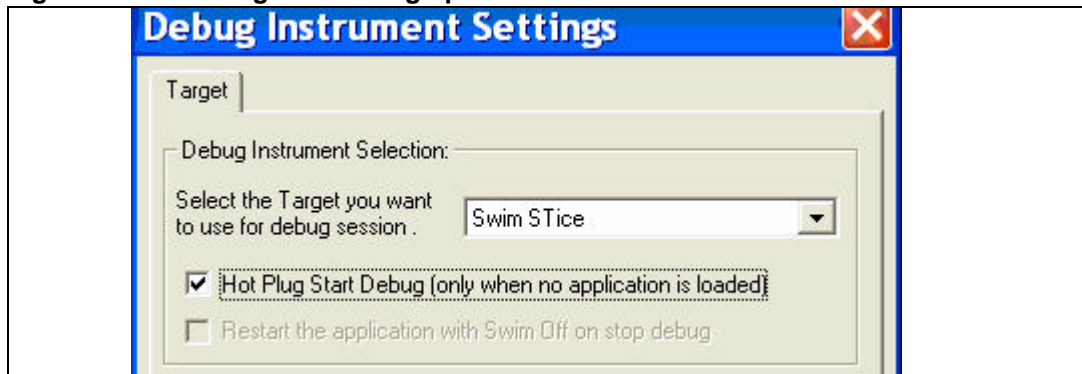 Debug Instrument Settings
Target
Debug Instrument Selection:
Select the Target you want
to use for debug session .
Swim STice
Hot Plug Start Debug (only when no application is loaded)
Restart the application with Swim Off on stop debug